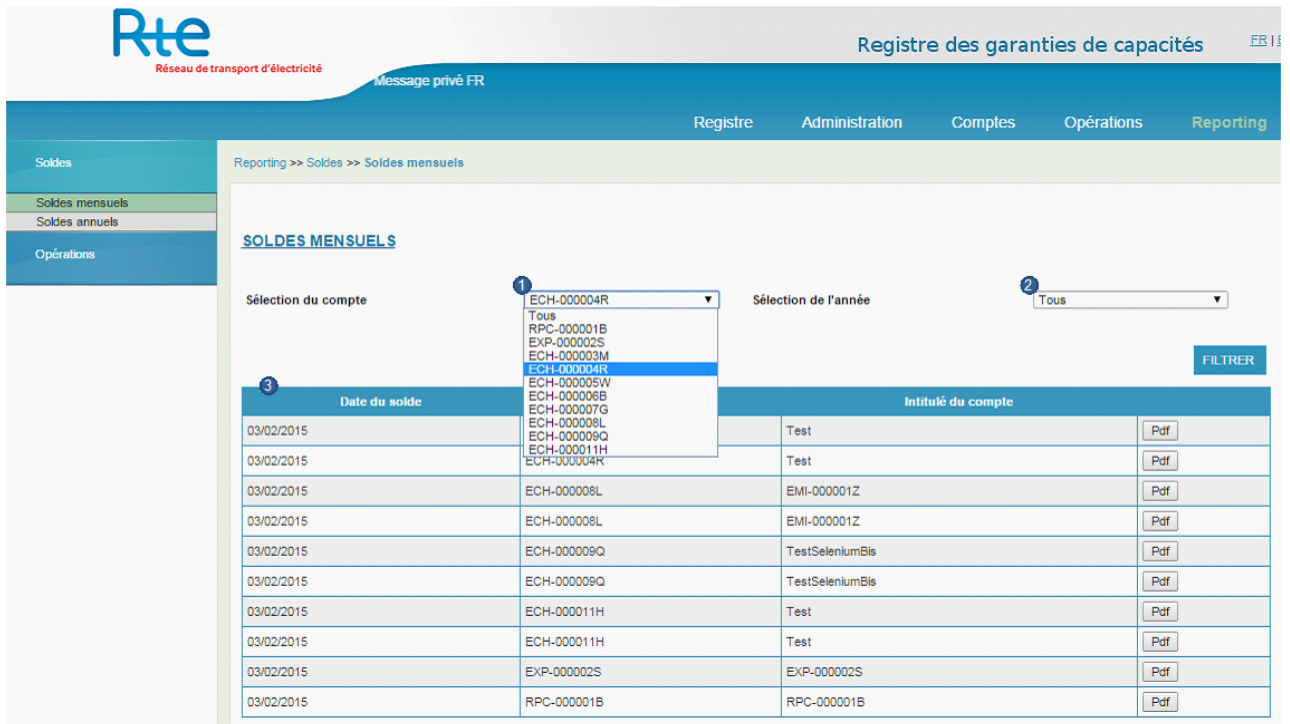 Rte
Réseau de transport d'électricité
Registre des garanties de capacités
FR |
Message privé FR
Registre Administration Comptes Opérations Reporting
Soldes
Soldes mensuels
Soldes annuels
Opérations
Reporting >> Soldes >> Soldes mensuels
SOLDES MENSUELS
Sélection du compte 1 ECH-000004R ▼ Sélection de l'année 2 Tous ▼
Tous
RPC-000001B
EXP-000002S
ECH-000003M
ECH-000004R
ECH-000005W
ECH-000006B
ECH-000007G
ECH-000008L
ECH-000009Q
ECH-000011H
FILTRER
3
Date du solde Intitulé du compte
03/02/2015 Test Pdf
03/02/2015 ECH-000004R Test Pdf
03/02/2015 ECH-000008L EMI-000001Z Pdf
03/02/2015 ECH-000008L EMI-000001Z Pdf
03/02/2015 ECH-000009Q TestSeleniumBis Pdf
03/02/2015 ECH-000009Q TestSeleniumBis Pdf
03/02/2015 ECH-000011H Test Pdf
03/02/2015 ECH-000011H Test Pdf
03/02/2015 EXP-000002S EXP-000002S Pdf
03/02/2015 RPC-000001B RPC-000001B Pdf